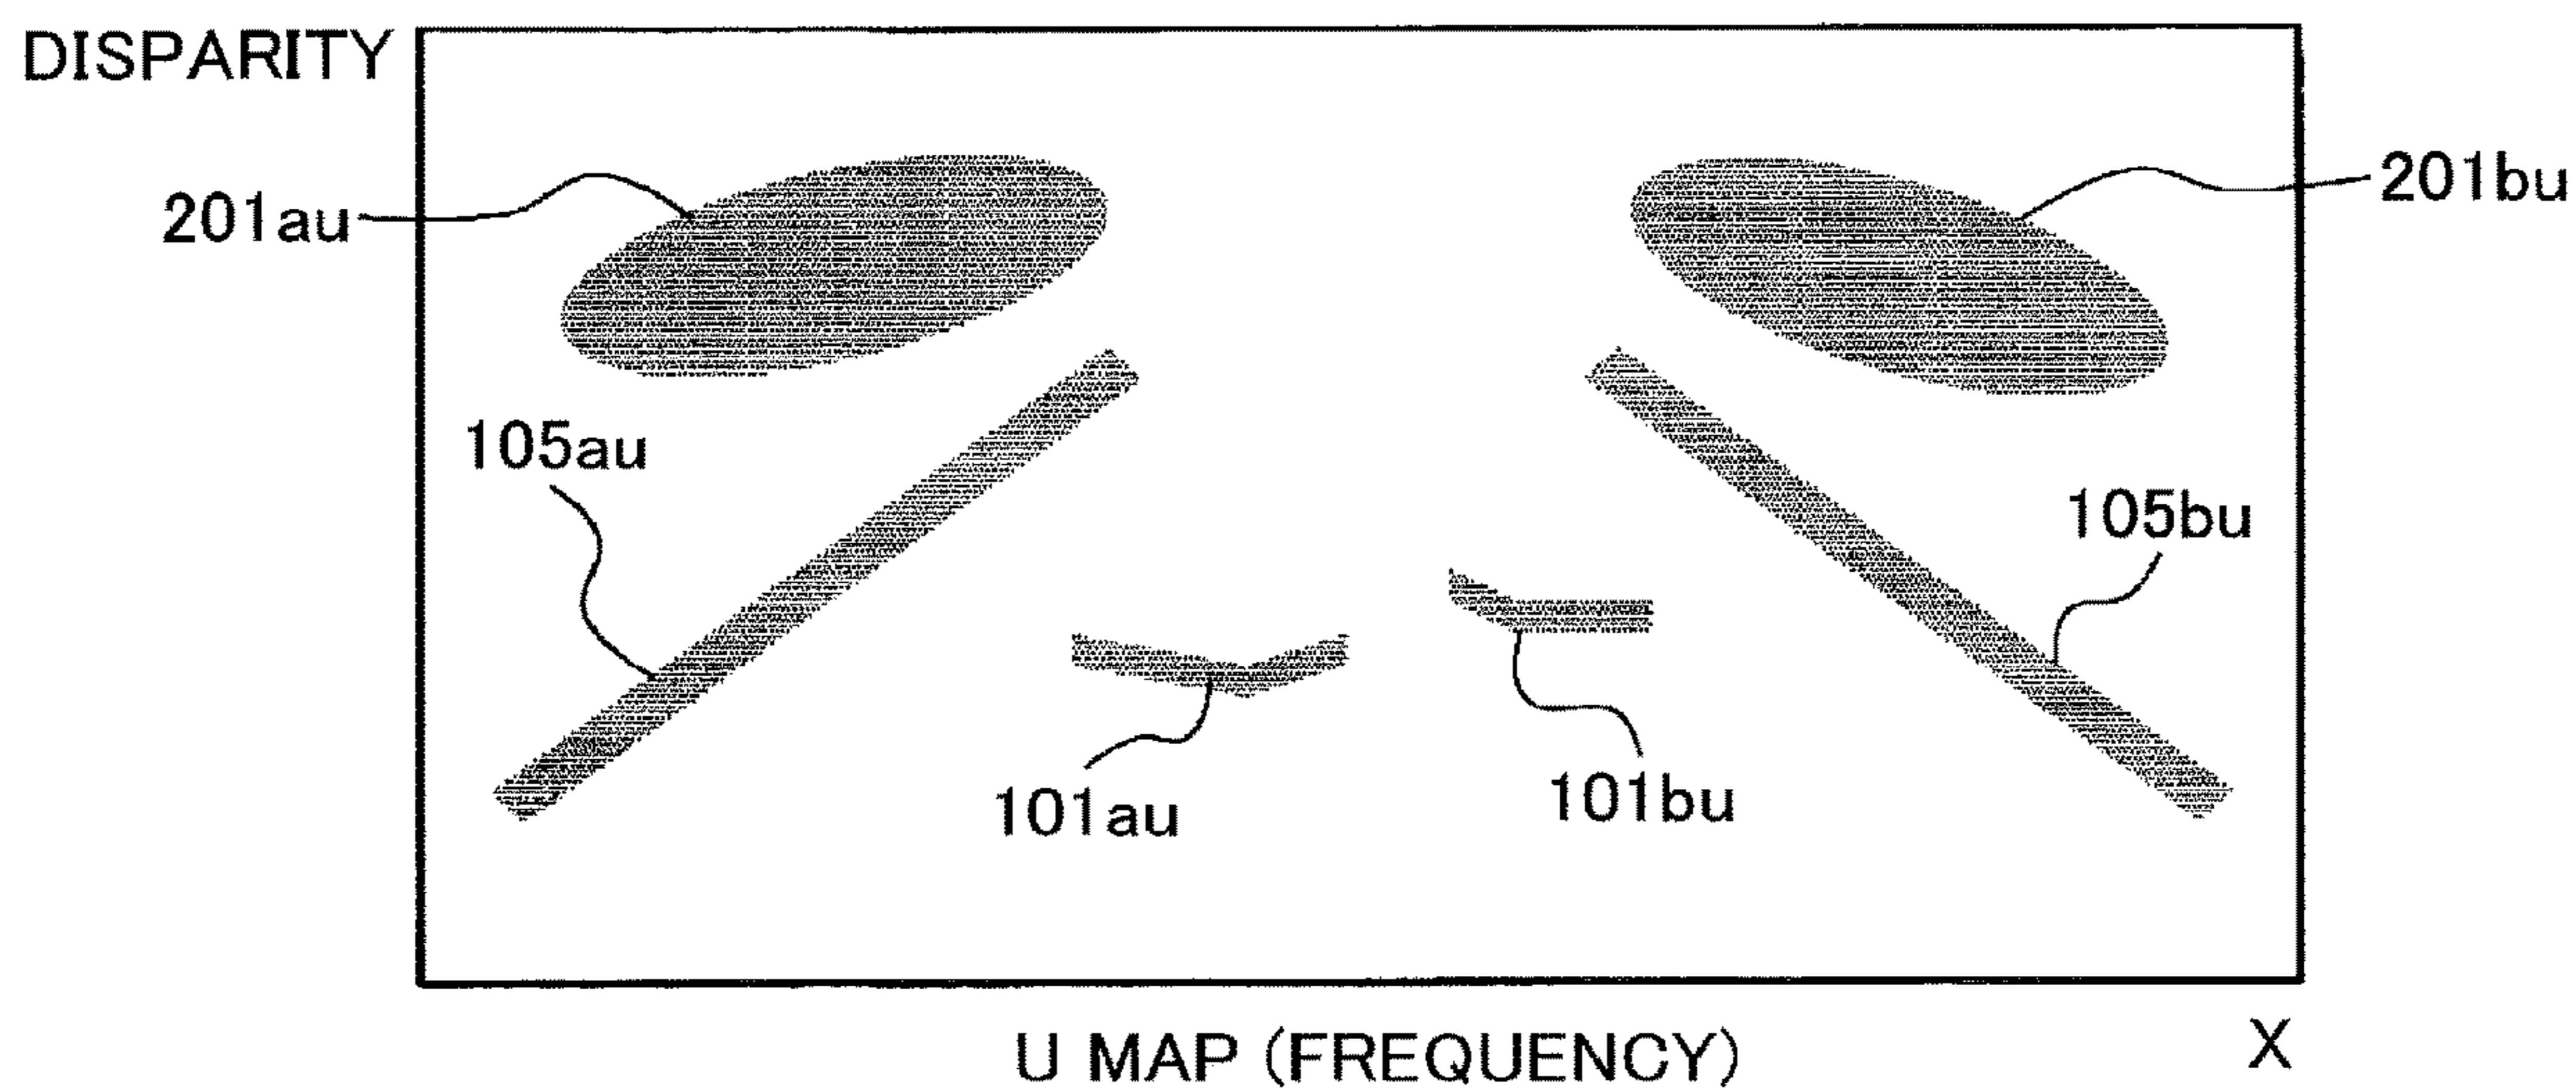 DISPARITY
201au
201bu
105au
105bu
101au
101bu
U MAP (FREQUENCY)
X